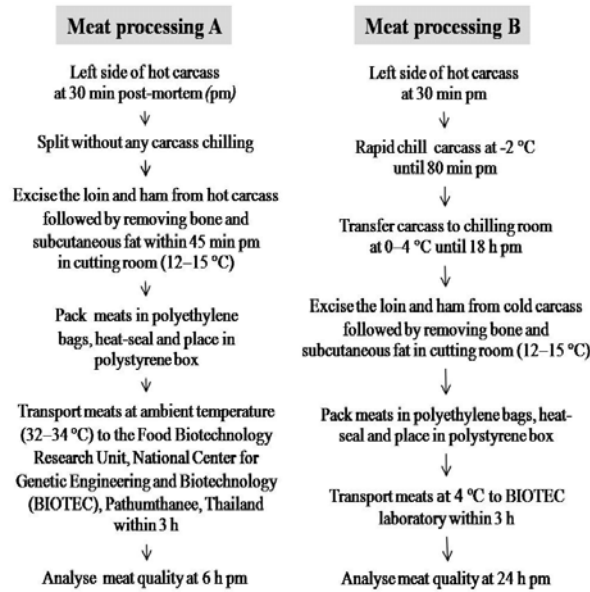 Meat processing A
Left side of hot carcass
at 30 min post-mortem (pm)
Split without any carcass chilling
Excise the loin and ham from hot carcass
followed by removing bone and
subcutaneous fat within 45 min pm
in cutting room (12–15 °C)
Pack meats in polyethylene
bags, heat-seal and place in
polystyrene box
Transport meats at ambient temperature
(32–34 °C) to the Food Biotechnology
Research Unit, National Center for
Genetic Engineering and Biotechnology
(BIOTEC), Pathumthanee, Thailand
within 3 h
Analyse meat quality at 6 h pm
Meat processing B
Left side of hot carcass
at 30 min pm
Rapid chill carcass at -2 °C
until 80 min pm
Transfer carcass to chilling room
at 0–4 °C until 18 h pm
Excise the loin and ham from cold carcass
followed by removing bone and
subcutaneous fat in cutting room (12–15 °C)
Pack meats in polyethylene bags, heat-
seal and place in polystyrene box
Transport meats at 4 °C to BIOTEC
laboratory within 3 h
Analyse meat quality at 24 h pm